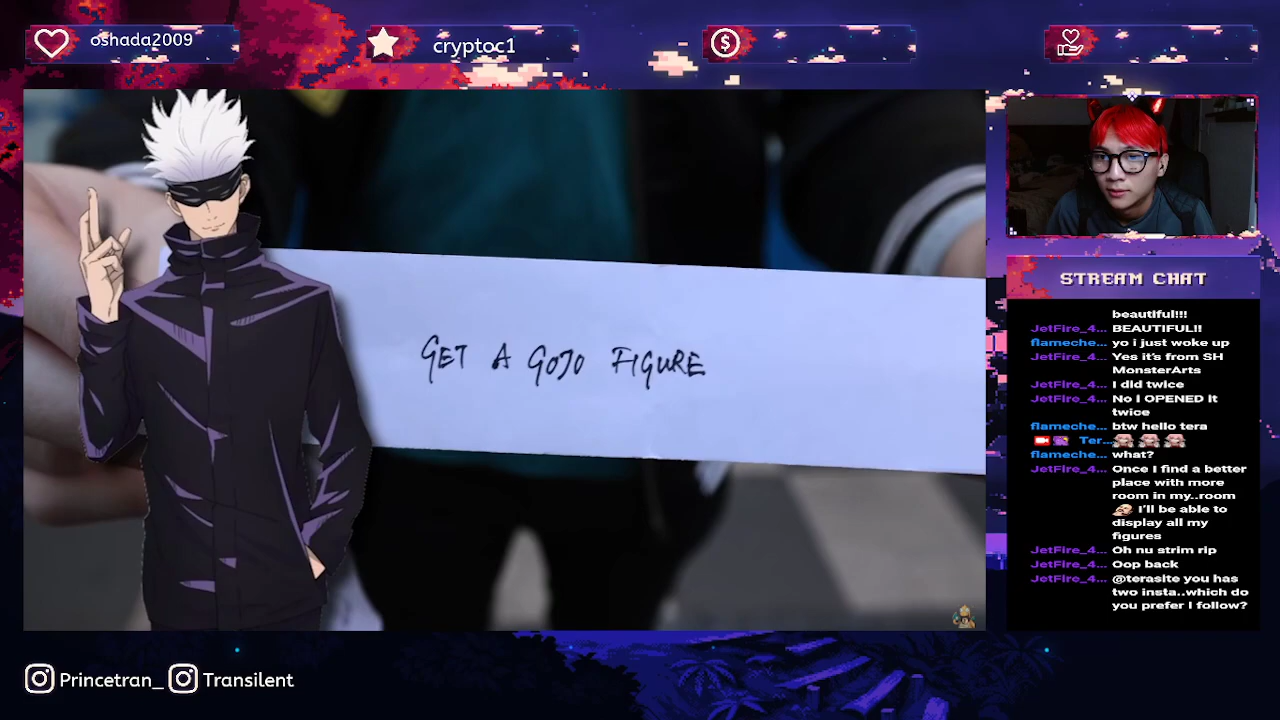 oshada2009
cryptoc1
GET A GOJO FIGURE
STREAM CHAT
beautiful!!!
JetFire_4... BEAUTIFUL!!
flameche... yo i just woke up
JetFire_4... Yes it's from SH
MonsterArts
JetFire_4... I did twice
JetFire_4... No I OPENED it
twice
flameche... btw hello tera
Ter...
flameche... what?
JetFire_4... Once I find a better
place with more
room in my..room
I'll be able to
display all my
figures
JetFire_4... Oh nu strim rip
JetFire_4... Oop back
JetFire_4... @terasite you has
two insta..which do
you prefer I follow?
Princetran_ Transilent